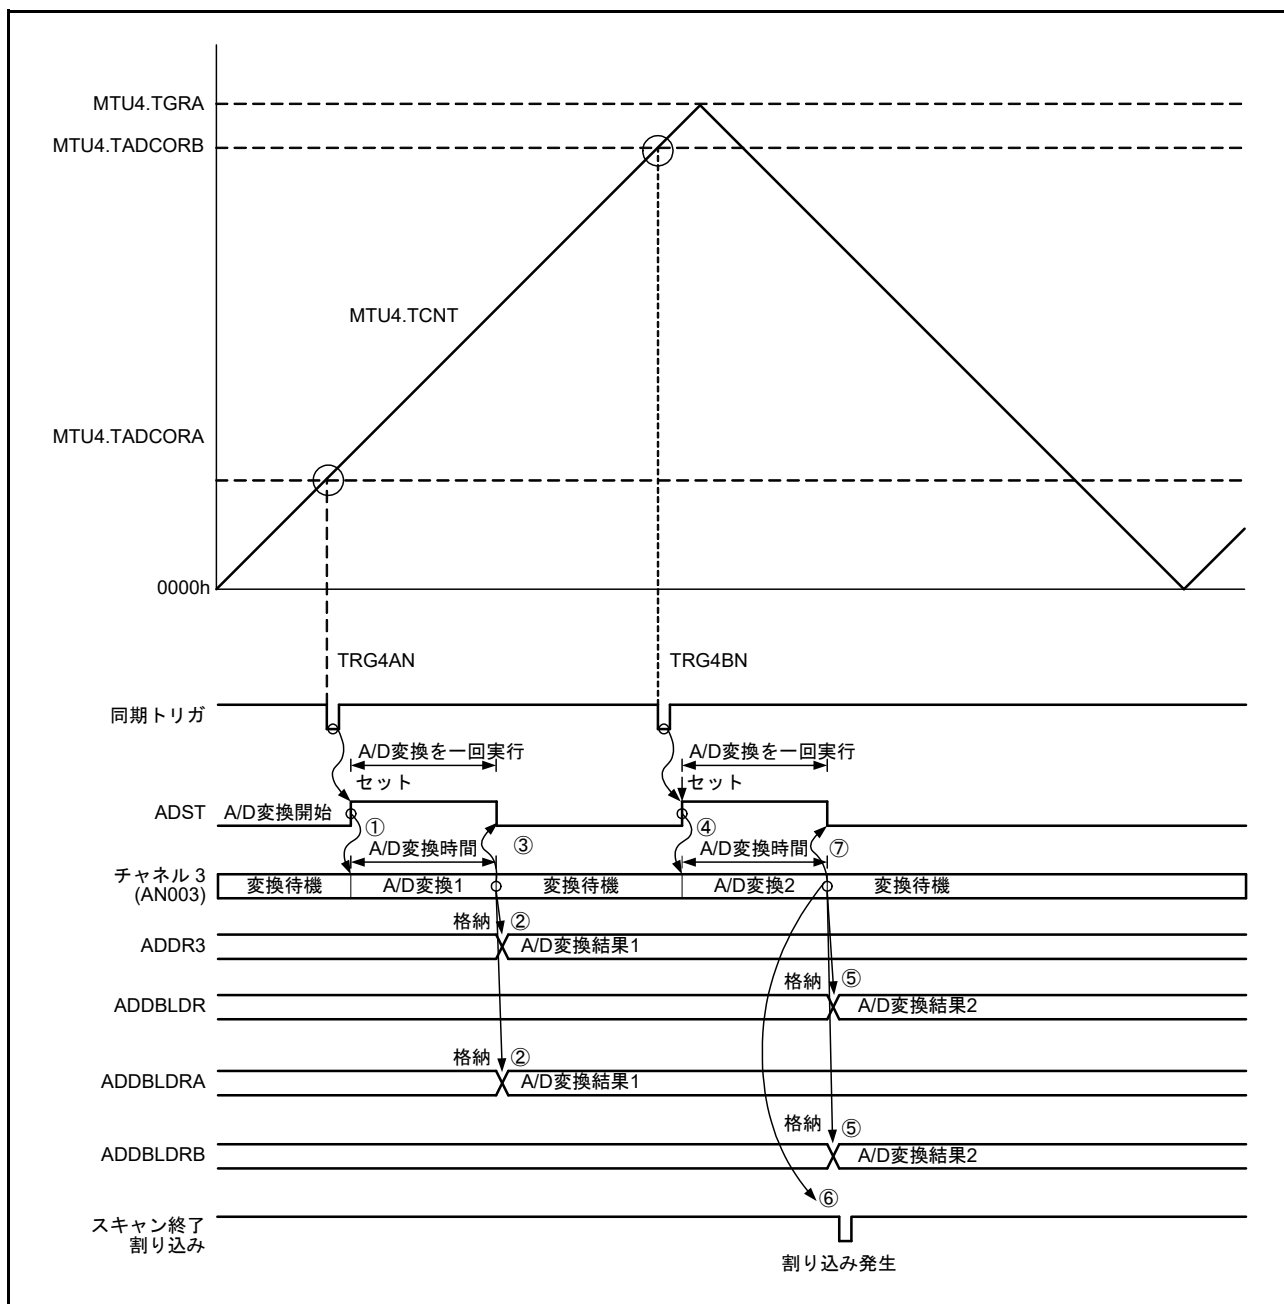 MTU4.TGRA
MTU4.TADCORB
MTU4.TCNT
MTU4.TADCORA
0000h
TRG4AN
TRG4BN
同期トリガ
A/D変換を一回実行
A/D変換を一回実行
セット
セット
ADST
A/D変換開始
①
A/D変換時間
③
④
A/D変換時間
⑦
チャネル 3
(AN003)
変換待機
A/D変換1
変換待機
A/D変換2
変換待機
格納
②
ADDR3
A/D変換結果1
格納
⑤
ADDBLDR
A/D変換結果2
格納
②
ADDBLDRA
A/D変換結果1
格納
⑤
ADDBLDRB
A/D変換結果2
⑥
スキャン終了
割り込み
割り込み発生